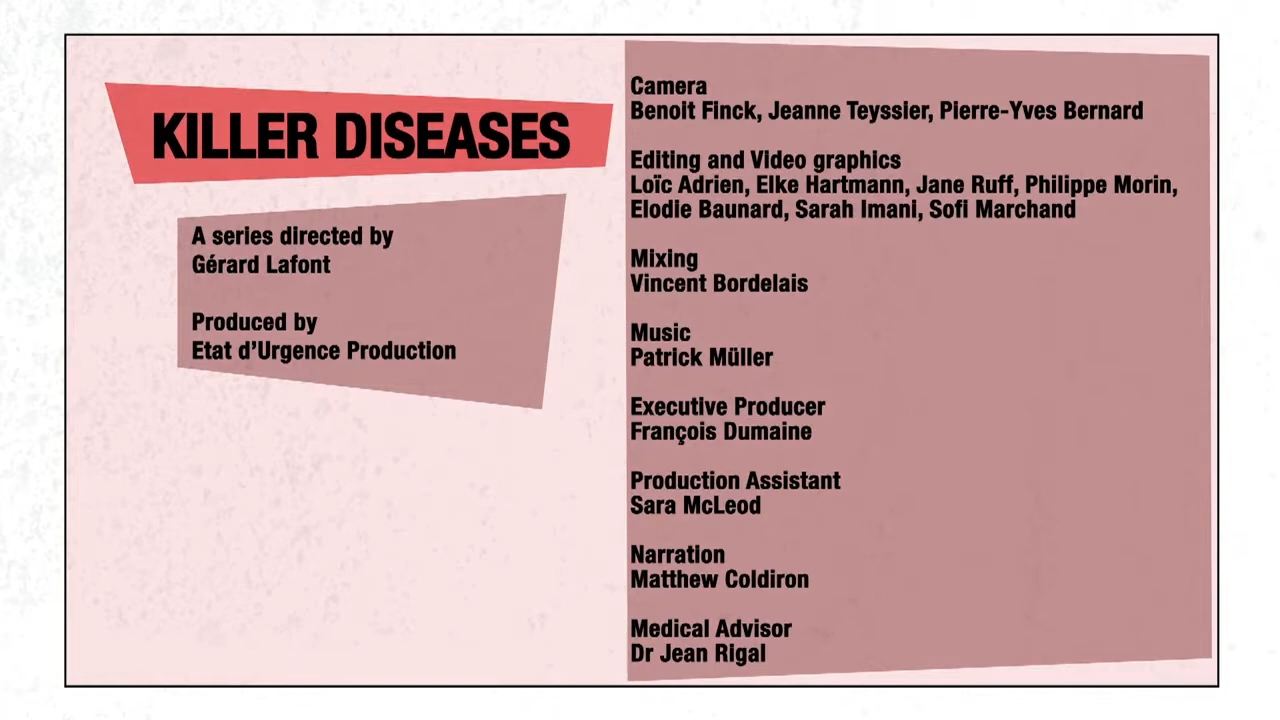 KILLER DISEASES
A series directed by
Gérard Lafont
Produced by
Etat d'Urgence Production
Camera
Benoit Finck, Jeanne Teyssier, Pierre-Yves Bernard
Editing and Video graphics
Loïc Adrien, Elke Hartmann, Jane Ruff, Philippe Morin,
Elodie Baunard, Sarah Imani, Sofi Marchand
Mixing
Vincent Bordelais
Music
Patrick Müller
Executive Producer
François Dumaine
Production Assistant
Sara McLeod
Narration
Matthew Coldiron
Medical Advisor
Dr Jean Rigal